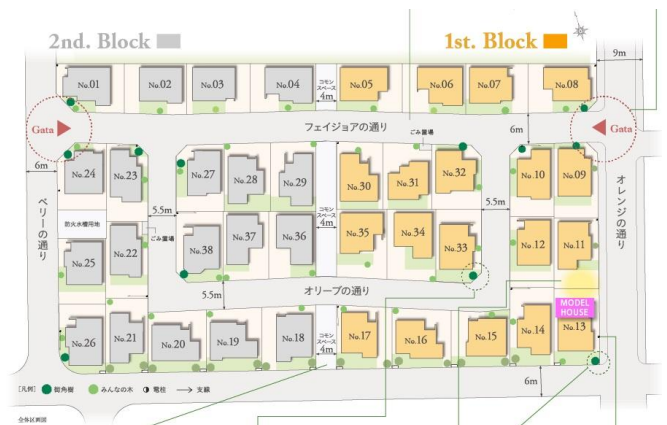 2nd. Block
1st. Block
9m
No.01
No.02
No.03
No.04
コモン
スペース
4m
No.05
No.06
No.07
No.08
Gata
フェイジョアの通り
ごみ置場
6m
Gata
6m
No.24
No.23
No.27
No.28
No.29
No.30
No.31
No.32
No.10
No.09
ベリーの通り
防火水槽用地
5.5m
ごみ置場
コモン
スペース
4m
5.5m
オレンジの通り
No.25
No.22
No.38
No.37
No.36
No.35
No.34
No.33
No.12
No.11
5.5m
オリーブの通り
MODEL
HOUSE
No.26
No.21
No.20
No.19
No.18
コモン
スペース
4m
No.17
No.16
No.15
No.14
No.13
6m
[凡例]
街角樹
みんなの木
電柱
支線
全体区画図